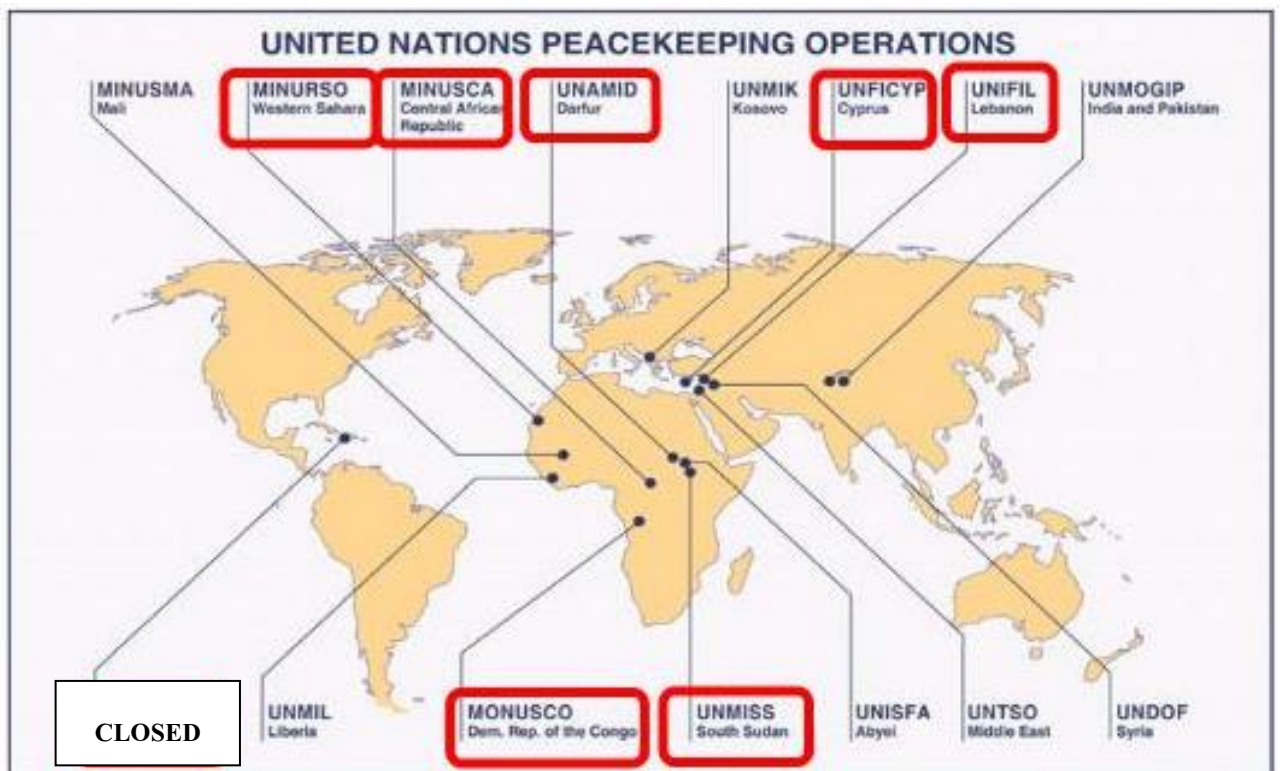 UNITED NATIONS PEACEKEEPING OPERATIONS
MINUSMA
Mali
MINURSO
Western Sahara
MINUSCA
Central African
Republic
UNAMID
Darfur
UNMIK
Kosovo
UNFICYP
Cyprus
UNIFIL
Lebanon
UNMOGIP
India and Pakistan
CLOSED
UNMIL
Liberia
MONUSCO
Dem. Rep. of the Congo
UNMISS
South Sudan
UNISFA
Abyei
UNTSO
Middle East
UNDOF
Syria